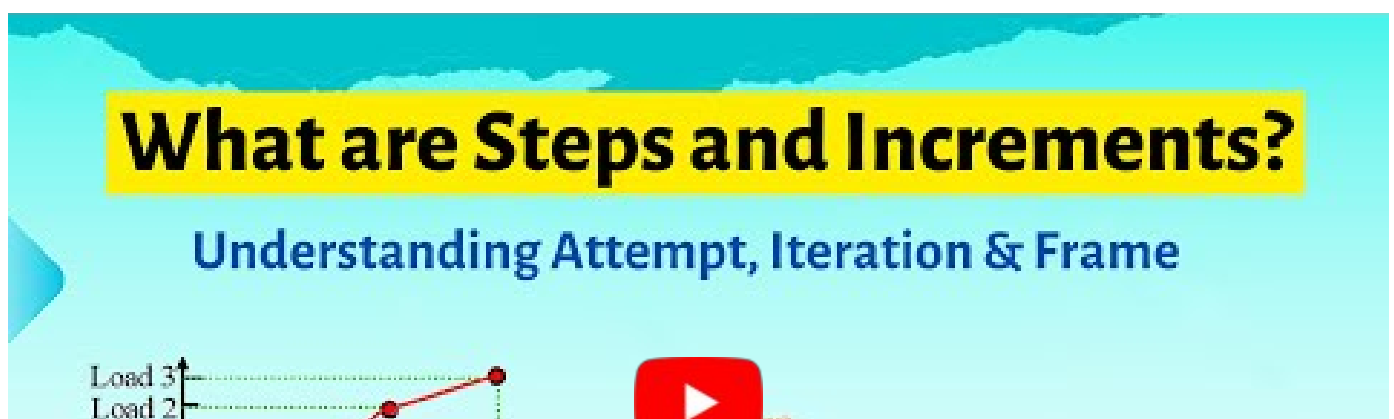 What are Steps and Increments?
Understanding Attempt, Iteration & Frame
Load 3
Load 2